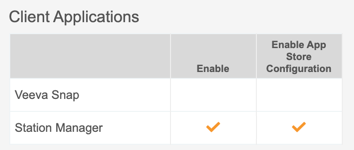 Client Applications
Enable
Enable App
Store
Configuration
Veeva Snap
Station Manager